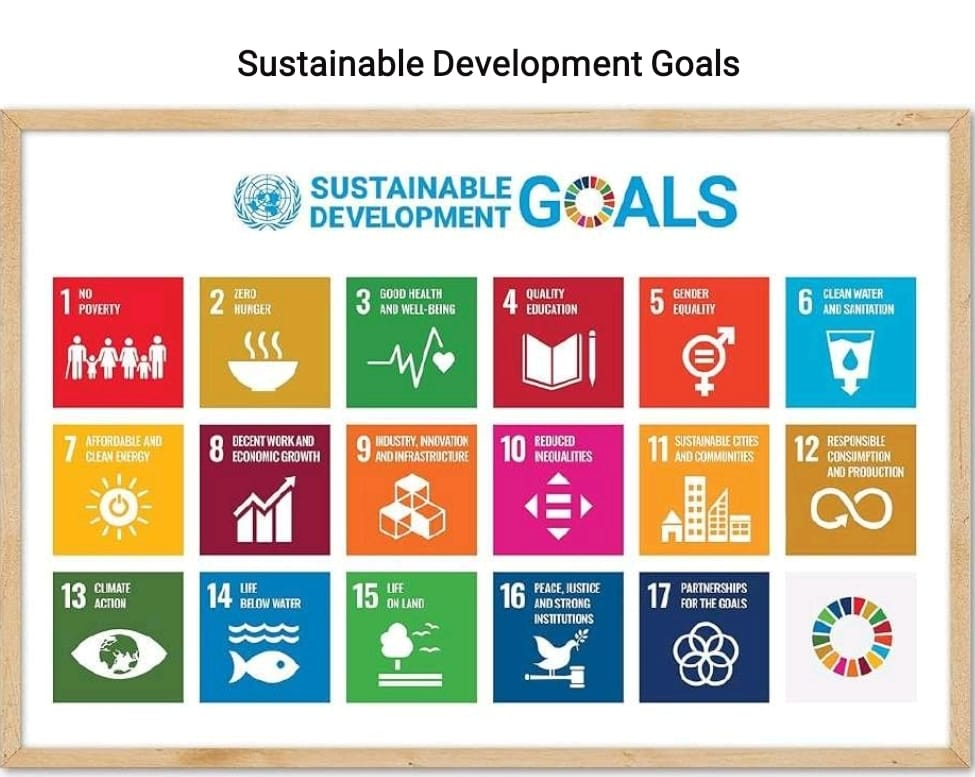 Sustainable Development Goals
SUSTAINABLE
DEVELOPMENT
GOALS
1 NO
POVERTY
2 ZERO
HUNGER
3 GOOD HEALTH
AND WELL-BEING
4 QUALITY
EDUCATION
5 GENDER
EQUALITY
6 CLEAN WATER
AND SANITATION
7 AFFORDABLE AND
CLEAN ENERGY
8 DECENT WORK AND
ECONOMIC GROWTH
9 INDUSTRY, INNOVATION
AND INFRASTRUCTURE
10 REDUCED
INEQUALITIES
11 SUSTAINABLE CITIES
AND COMMUNITIES
12 RESPONSIBLE
CONSUMPTION
AND PRODUCTION
13 CLIMATE
ACTION
14 LIFE
BELOW WATER
15 LIFE
ON LAND
16 PEACE, JUSTICE
AND STRONG
INSTITUTIONS
17 PARTNERSHIPS
FOR THE GOALS